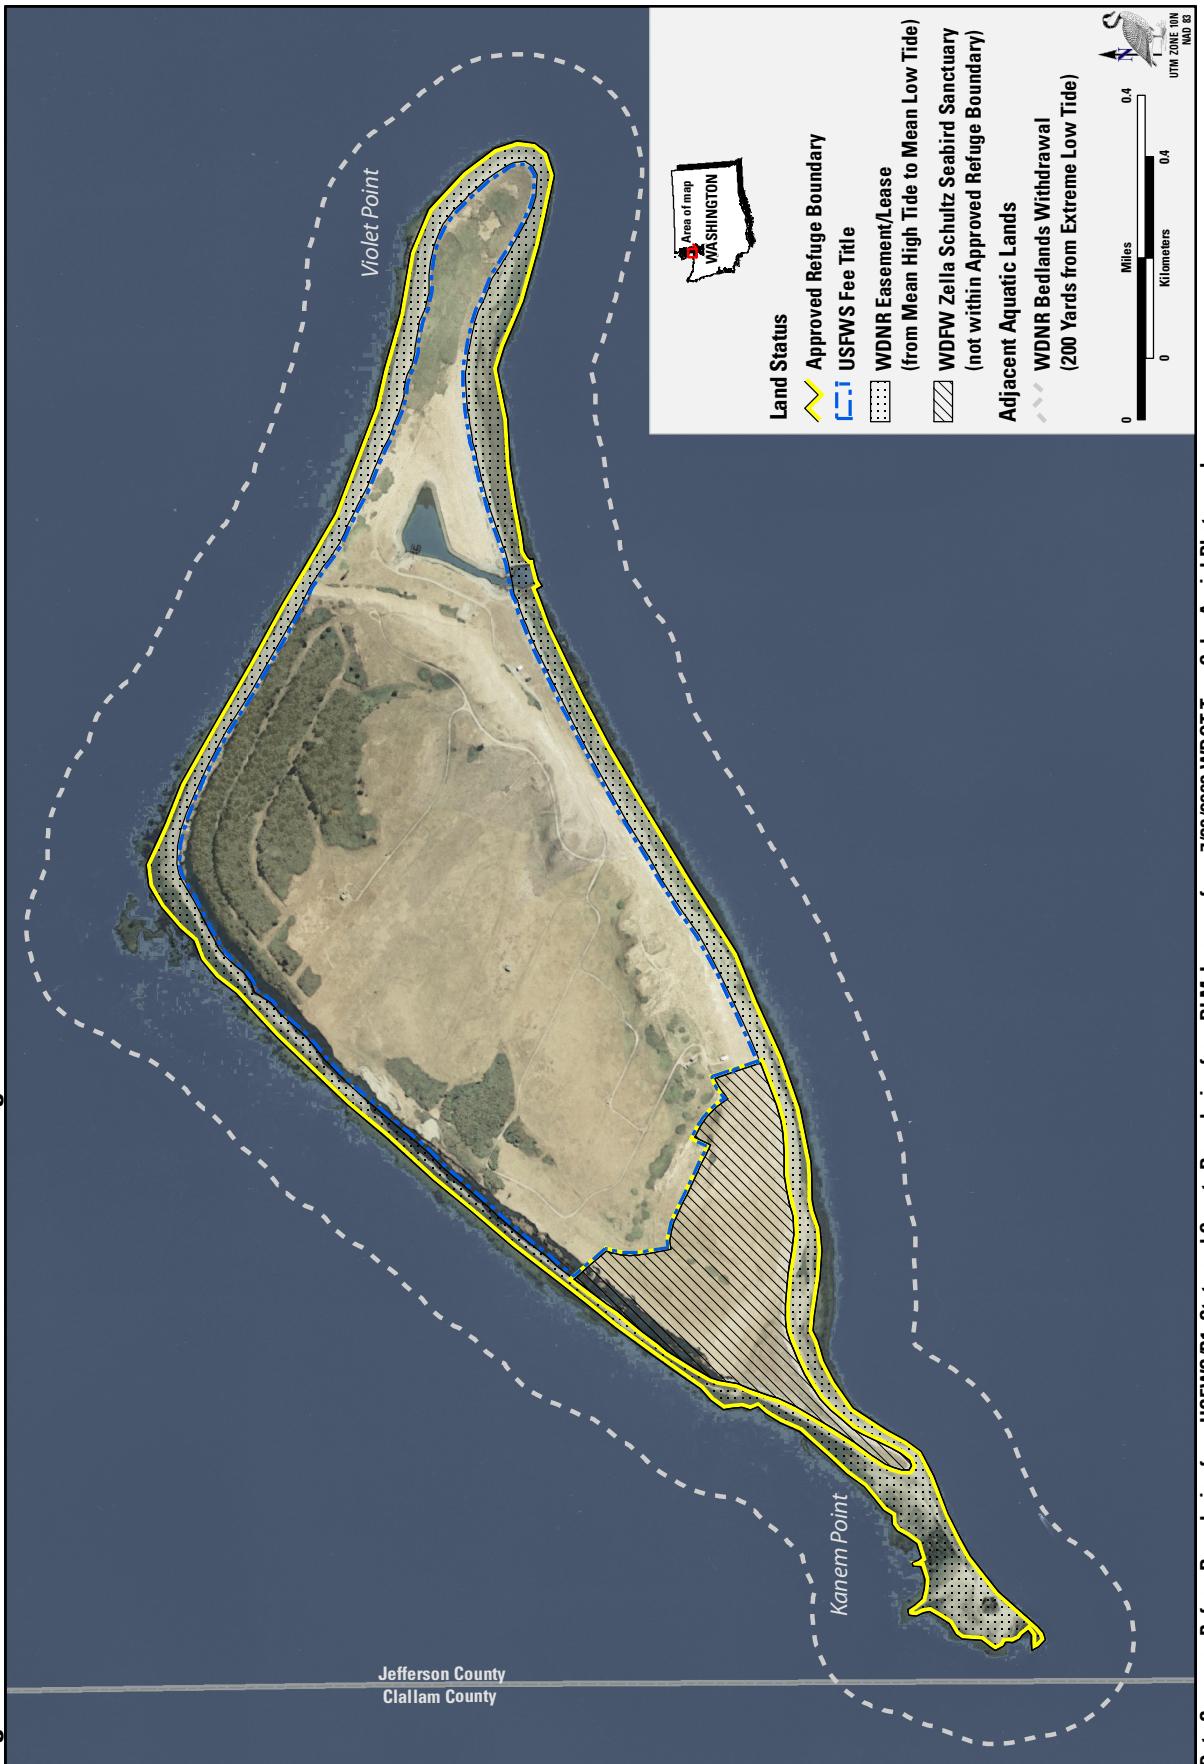 Violet Point
Kanem Point
Jefferson County
Clallam County
Area of map
WASHINGTON
Land Status
Approved Refuge Boundary
USFWS Fee Title
WDNR Easement/Lease
(from Mean High Tide to Mean Low Tide)
WDFW Zella Schultz Seabird Sanctuary
(not within Approved Refuge Boundary)
Adjacent Aquatic Lands
WDNR Bedlands Withdrawal
(200 Yards from Extreme Low Tide)
0
Miles
0.4
0
Kilometers
0.4
N
UTM ZONE 10N
NAD 83